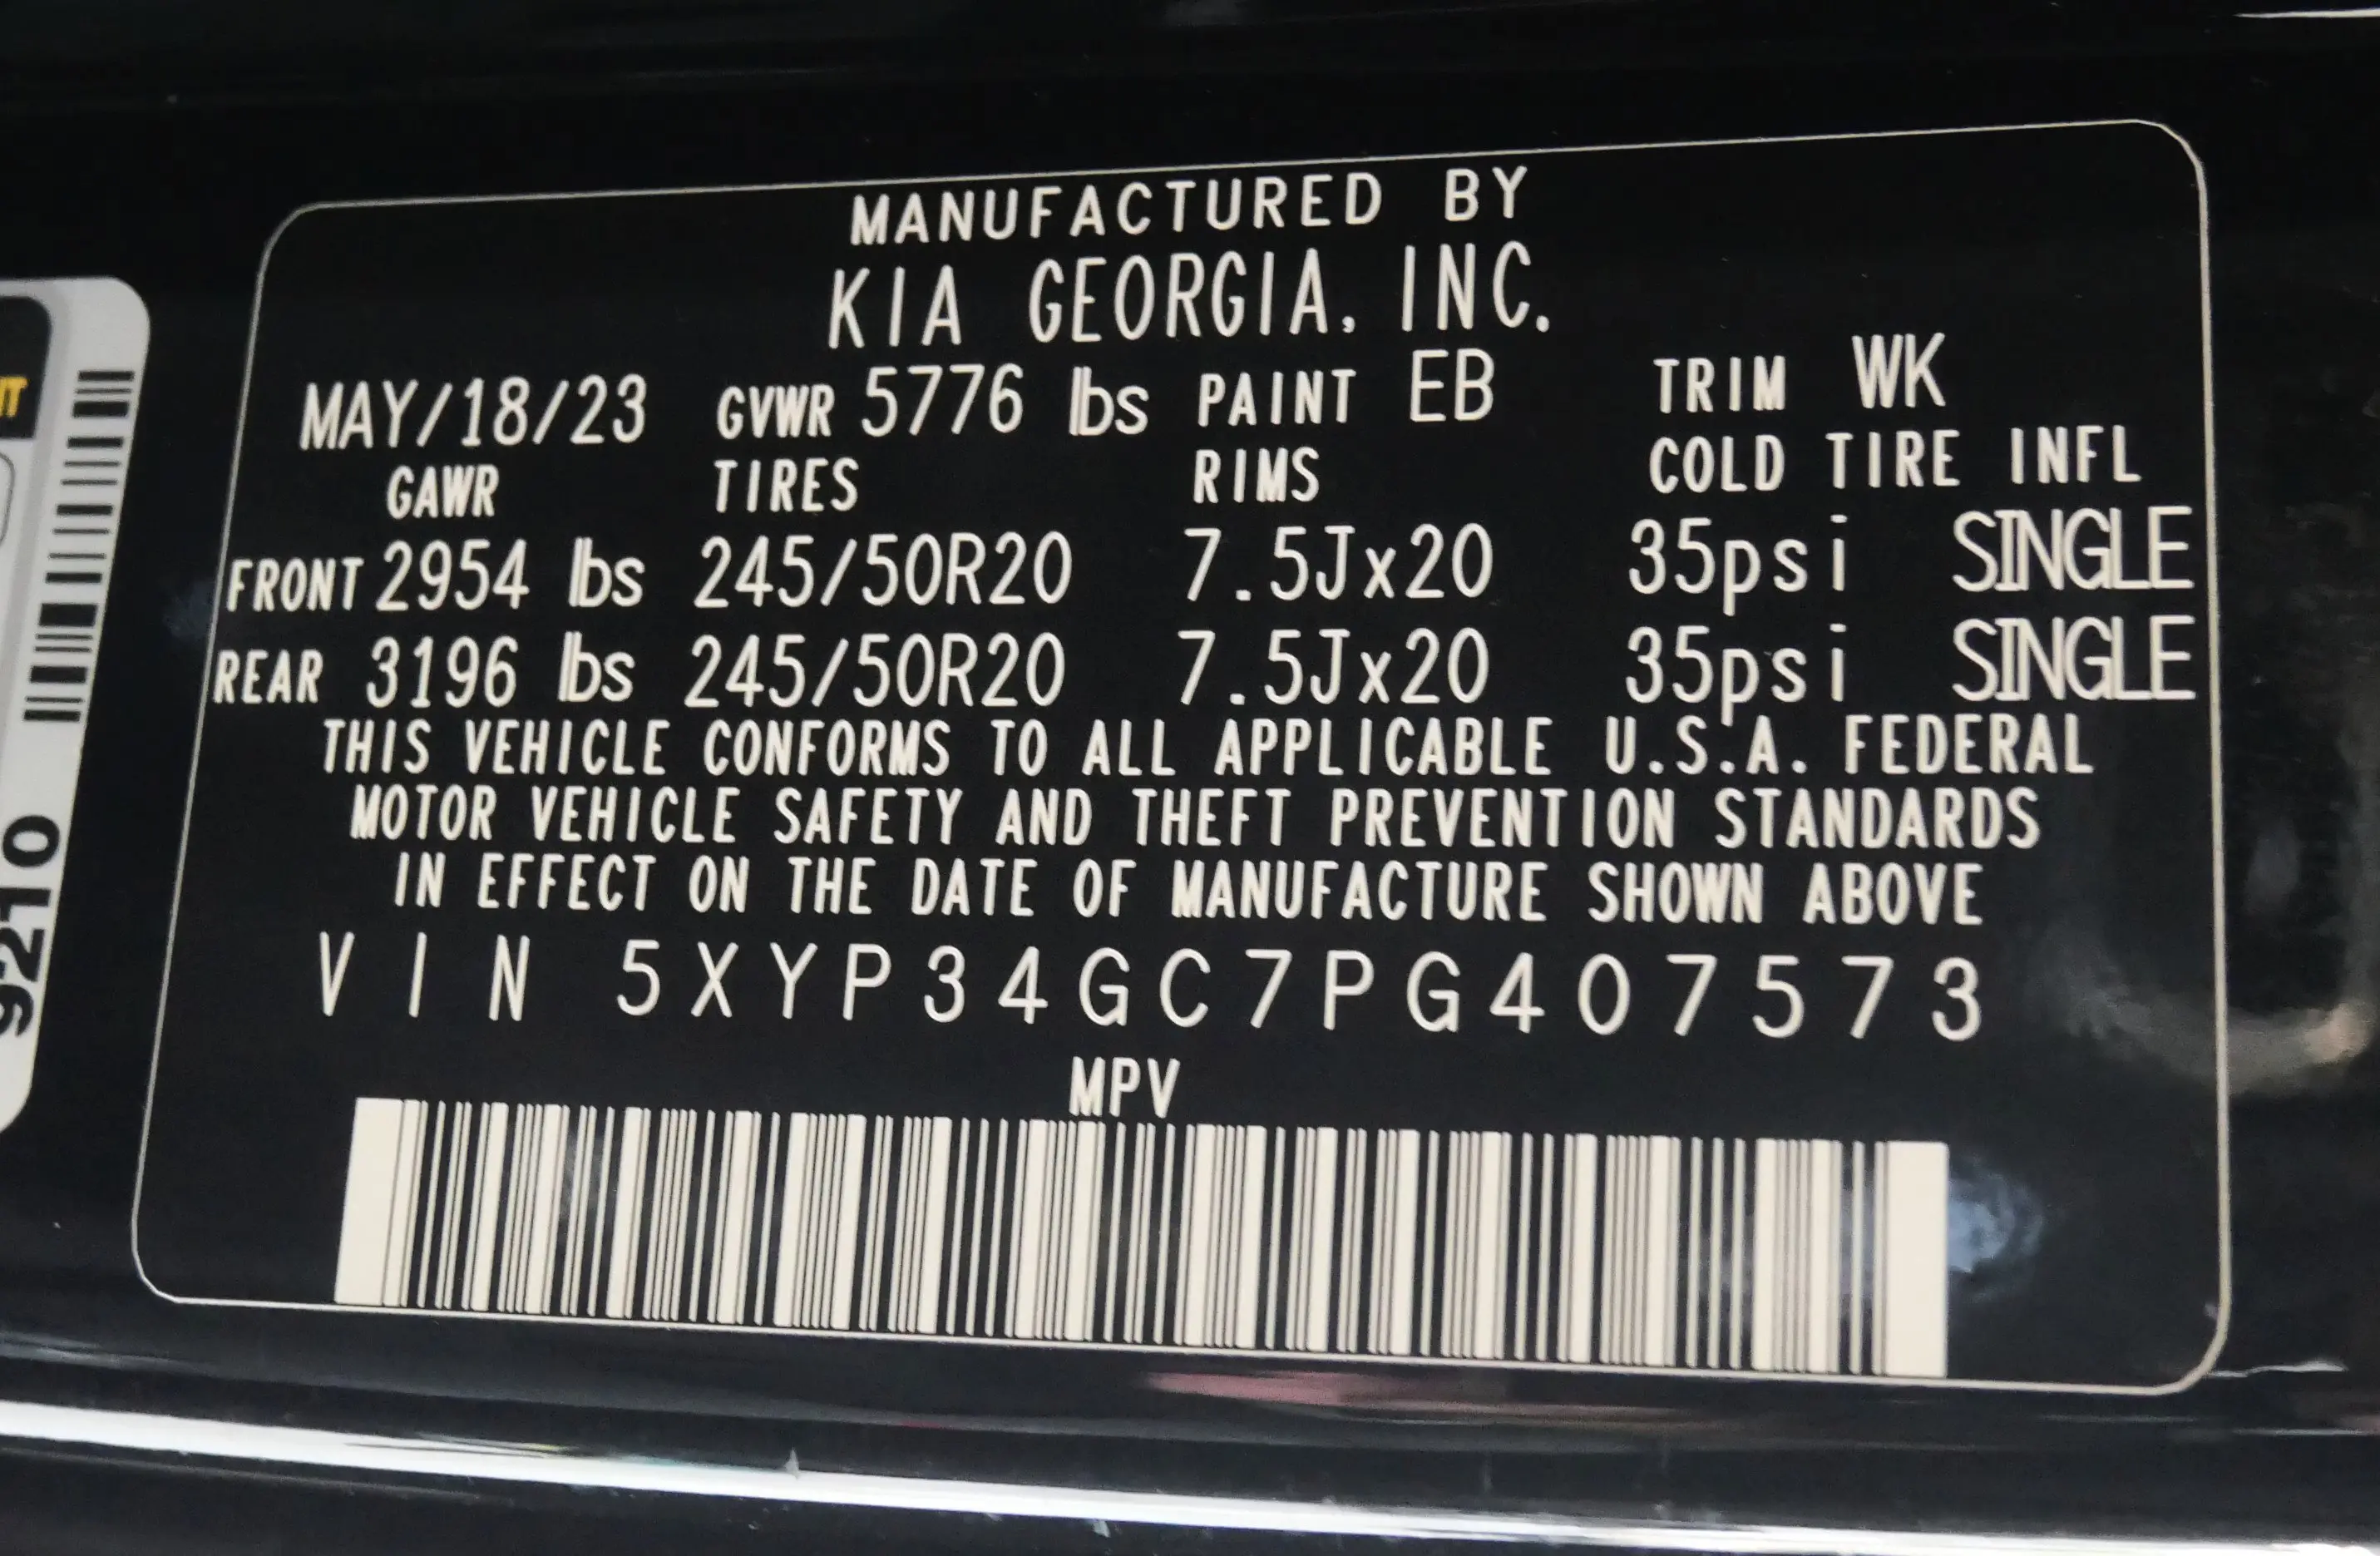 MANUFACTURED BY
KIA GEORGIA, INC.
MAY/18/23 GVWR 5776 lbs PAINT EB TRIM WK
GAWR TIRES RIMS COLD TIRE INFL
FRONT 2954 lbs 245/50R20 7.5Jx20 35psi SINGLE
REAR 3196 lbs 245/50R20 7.5Jx20 35psi SINGLE
THIS VEHICLE CONFORMS TO ALL APPLICABLE U.S.A. FEDERAL
MOTOR VEHICLE SAFETY AND THEFT PREVENTION STANDARDS
IN EFFECT ON THE DATE OF MANUFACTURE SHOWN ABOVE
VIN 5XYP34GC7PG407573
MPV
9210